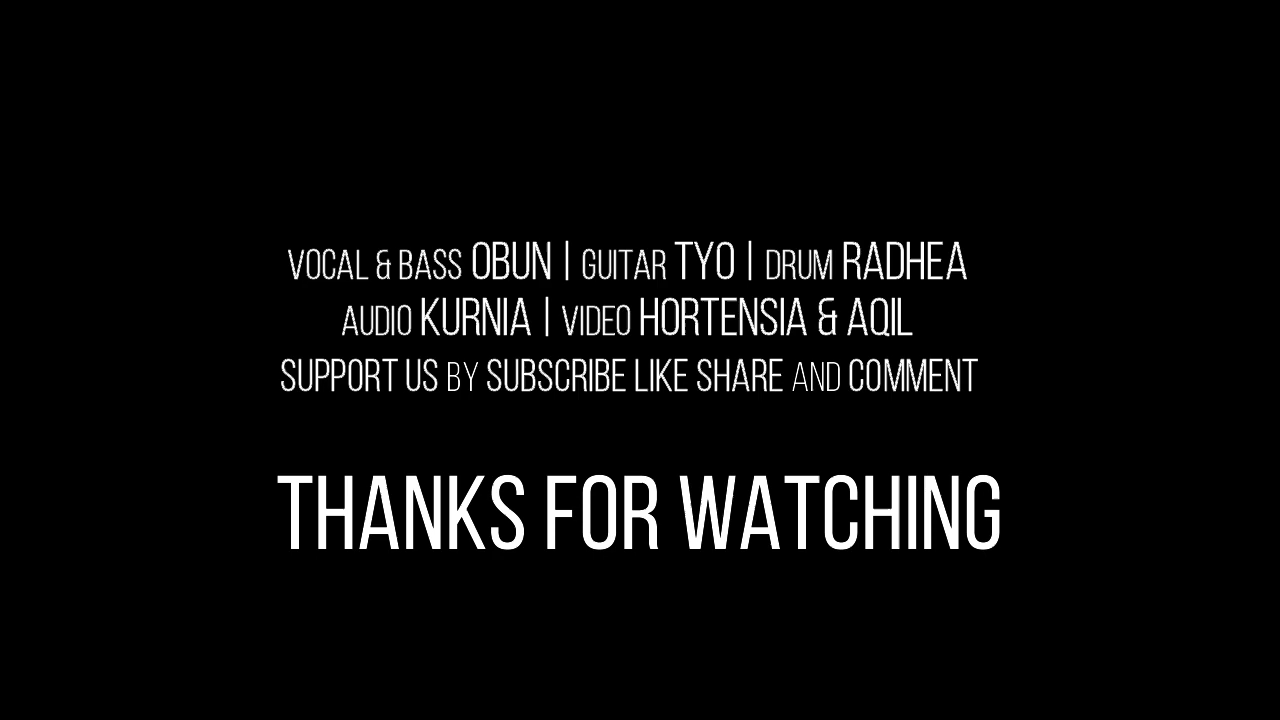 VOCAL & BASS OBUN | GUITAR TYO | DRUM RADHEA
AUDIO KURNIA | VIDEO HORTENSIA & AQIL
SUPPORT US BY SUBSCRIBE LIKE SHARE AND COMMENT
THANKS FOR WATCHING